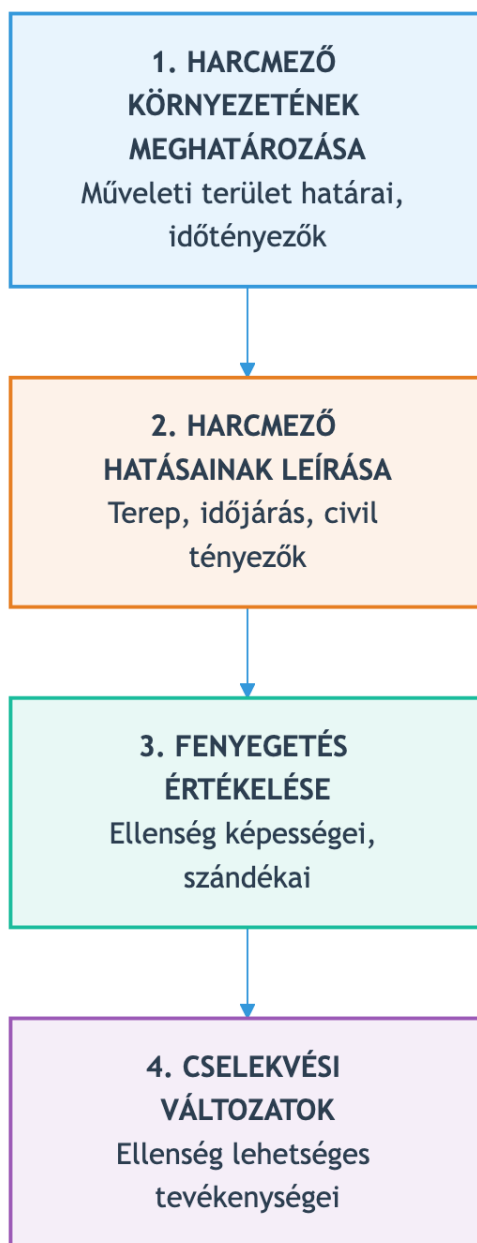 1. HARCMEZŐ
KÖRNYEZETÉNEK
MEGHATÁROZÁSA
Műveleti terület határai,
időtényezők
2. HARCMEZŐ
HATÁSAINAK LEÍRÁSA
Terep, időjárás, civil
tényezők
3. FENYEGETÉS
ÉRTÉKELÉSE
Ellenség képességei,
szándékai
4. CSELEKVÉSI
VÁLTOZATOK
Ellenség lehetséges
tevékenységei